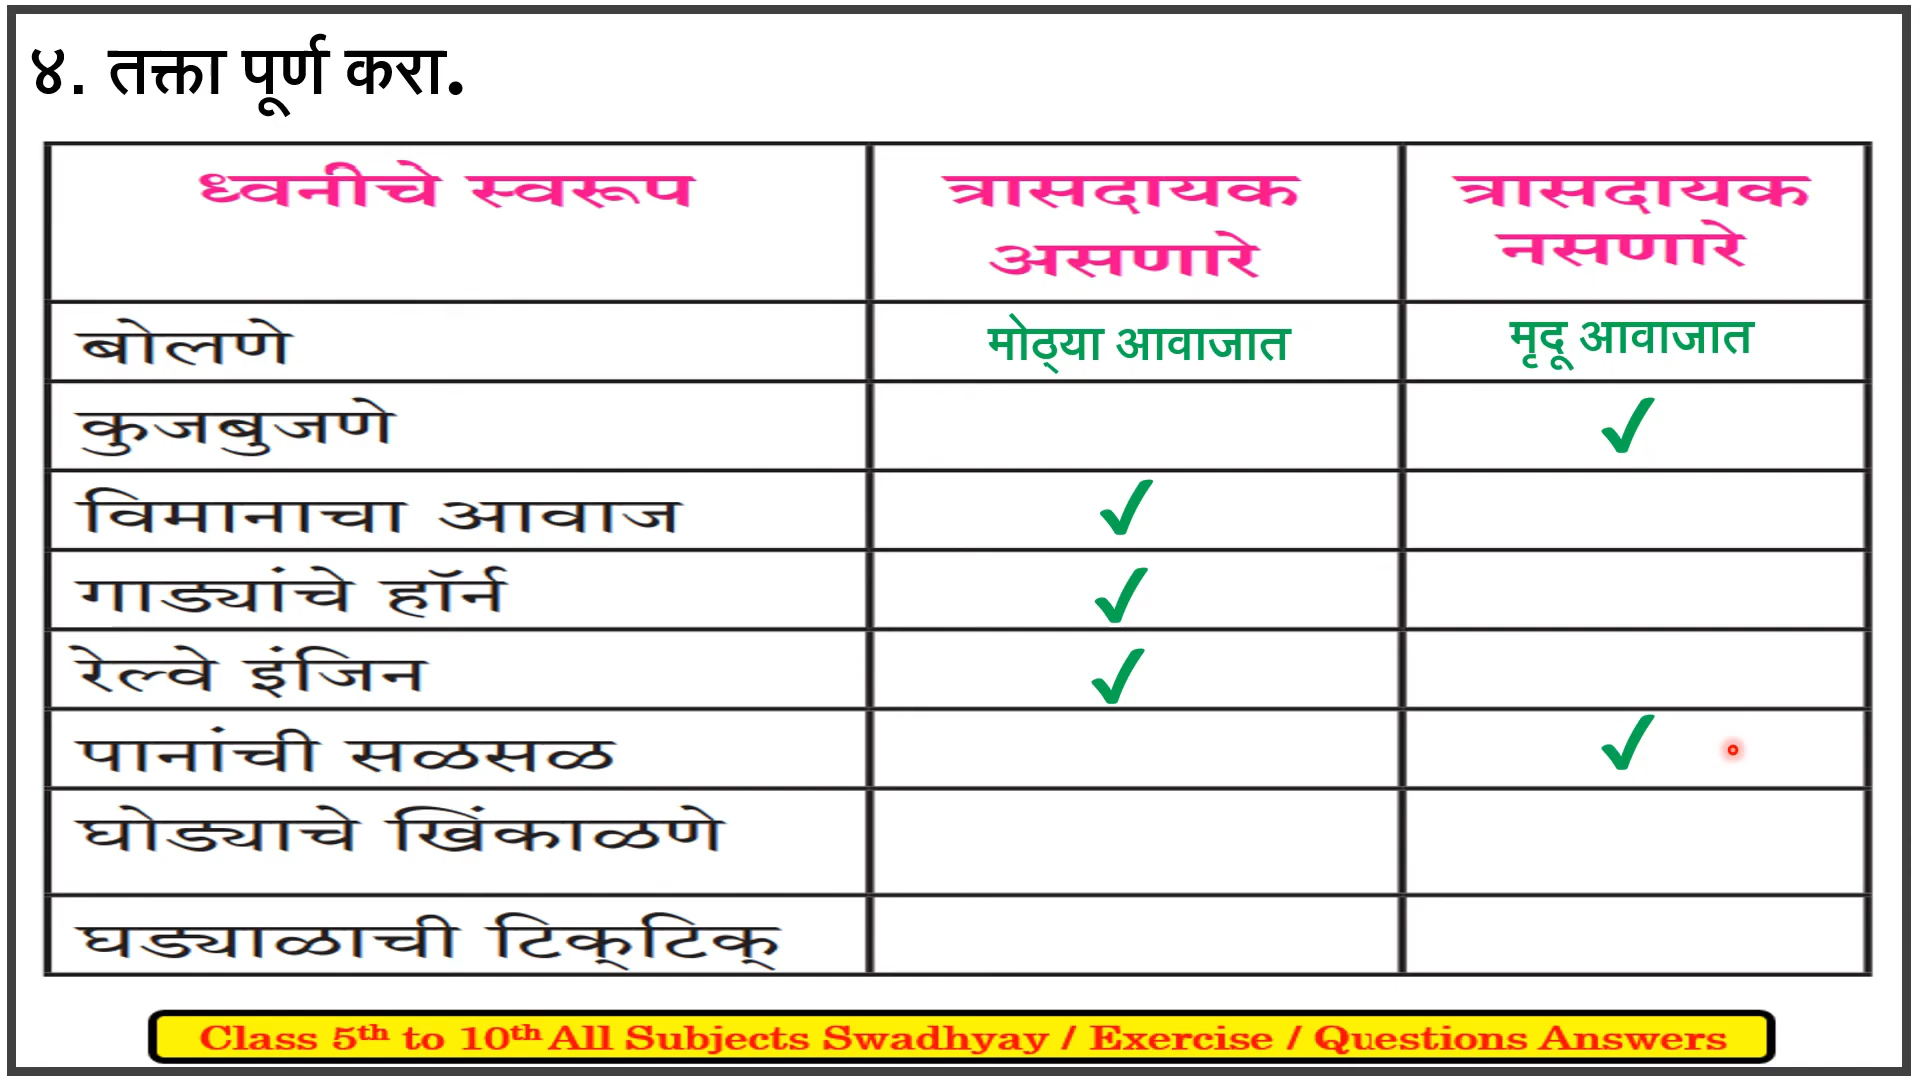 ४. तक्ता पूर्ण करा.
ध्वनीचे स्वरूप त्रासदायक असणारे त्रासदायक नसणारे
बोलणे मोठ्या आवाजात मृदू आवाजात
कुजबुजणे ✓
विमानाचा आवाज ✓
गाड्यांचे हॉर्न ✓
रेल्वे इंजिन ✓
पानांची सळसळ ✓
घोड्याचे खिंकाळणे
घड्याळाची टिक्‌टिक्
Class 5th to 10th All Subjects Swadhyay / Exercise / Questions Answers